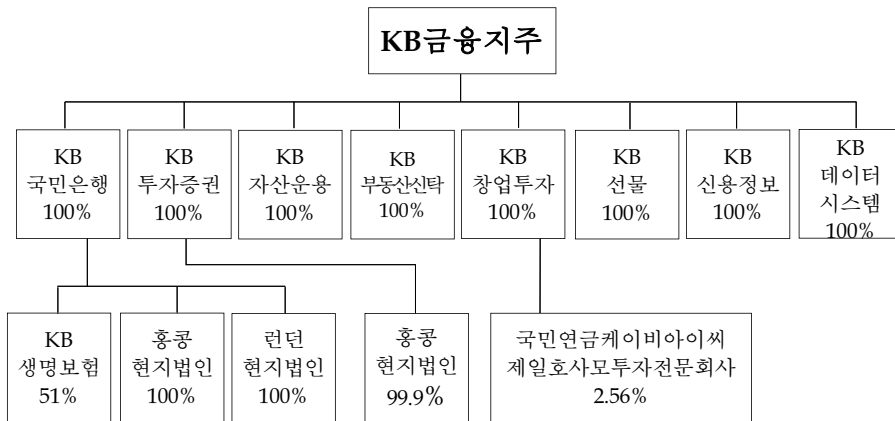 KB금융지주
KB
국민은행
100%
KB
투자증권
100%
KB
자산운용
100%
KB
부동산신탁
100%
KB
창업투자
100%
KB
선물
100%
KB
신용정보
100%
KB
데이터
시스템
100%
KB
생명보험
51%
홍콩
현지법인
100%
런던
현지법인
100%
홍콩
현지법인
99.9%
국민연금케이비아이씨
제일호사모투자전문회사
2.56%